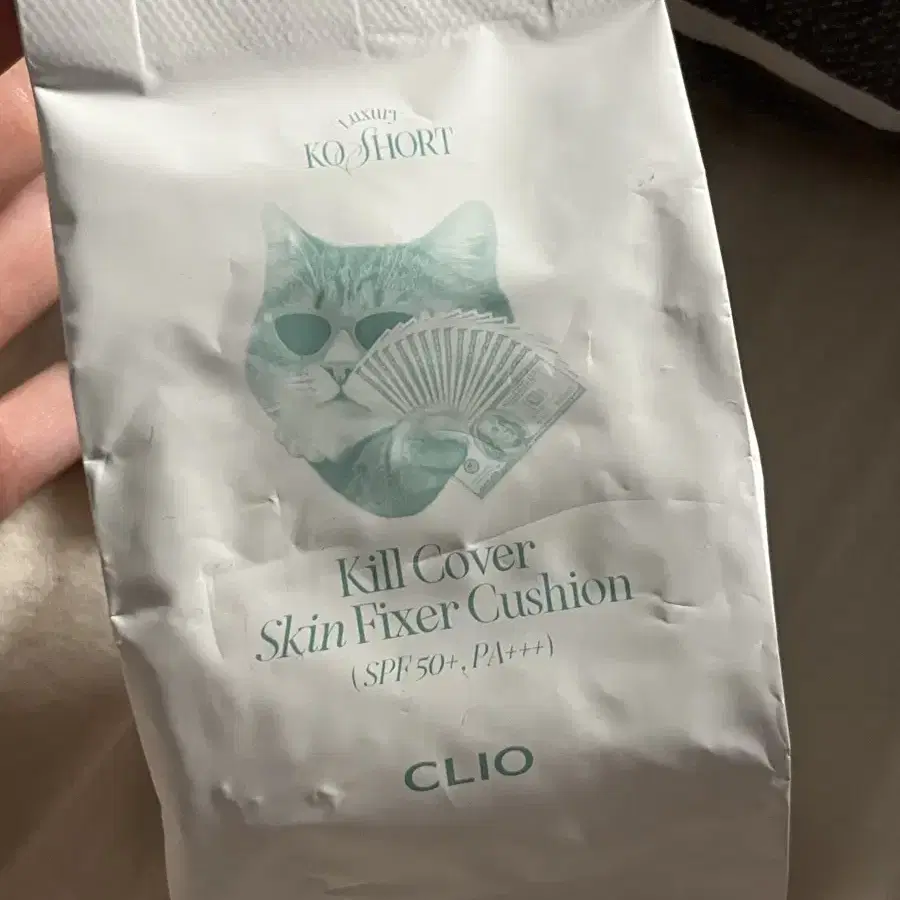 Luxury
KOSHORT
Kill Cover
Skin Fixer Cushion
(SPF 50+, PA+++)
CLIO